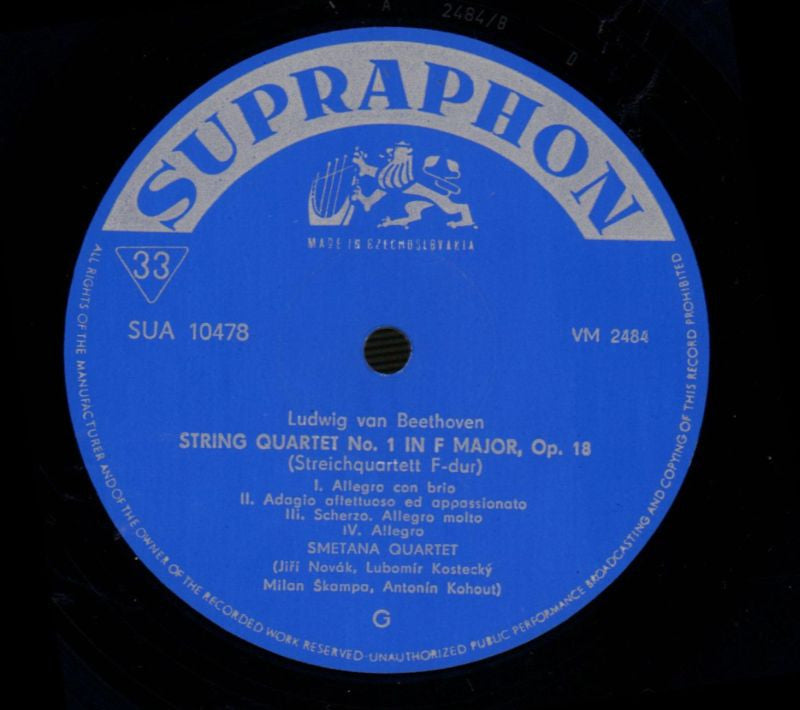 A 2484/B
SUPRAPHON
MADE IN CZECHOSLOVAKIA
33
SUA 10478
VM 2484
Ludwig van Beethoven
STRING QUARTET No. 1 IN F MAJOR, Op. 18
(Streichquartett F-dur)
I. Allegro con brio
II. Adagio affettuoso ed appassionato
III. Scherzo. Allegro molto
IV. Allegro
SMETANA QUARTET
(Jiří Novák, Lubomír Kostecký
Milan Škampa, Antonín Kohout)
G
ALL RIGHTS OF THE MANUFACTURER AND OF THE OWNER OF THE RECORDED WORK RESERVED-UNAUTHORIZED PUBLIC PERFORMANCE BROADCASTING AND COPYING OF THIS RECORD PROHIBITED